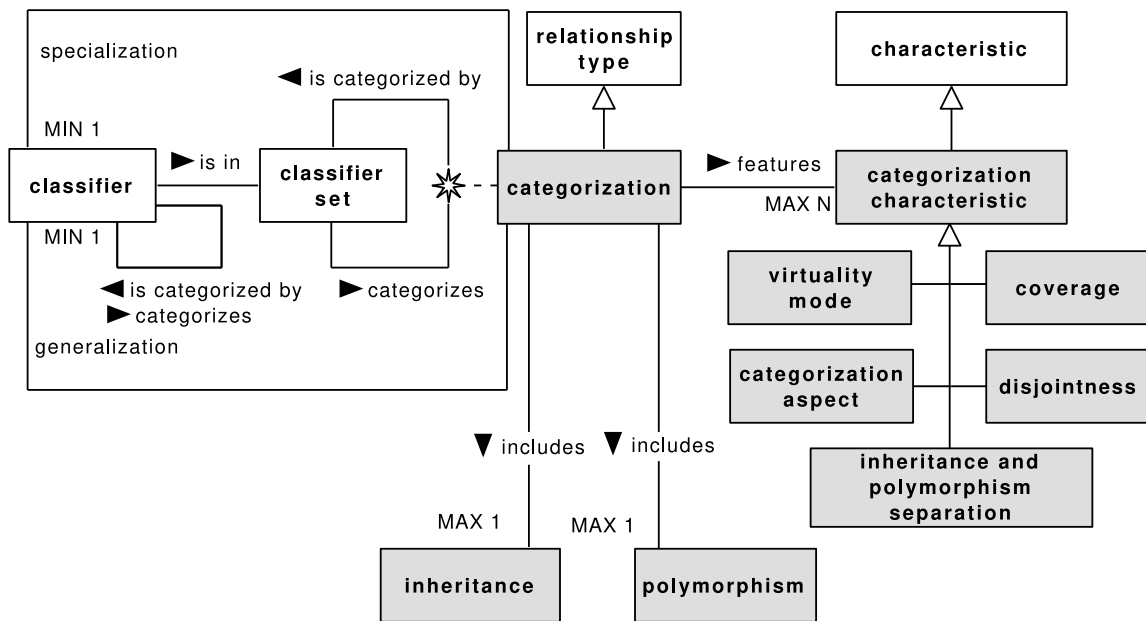 specialization
relationship
type
characteristic
◄ is categorized by
MIN 1
classifier
► is in
classifier
set
categorization
► features
MAX N
categorization
characteristic
MIN 1
◄ is categorized by
► categorizes
► categorizes
generalization
virtuality
mode
coverage
categorization
aspect
disjointness
▼ includes
▼ includes
inheritance and
polymorphism
separation
MAX 1
MAX 1
inheritance
polymorphism